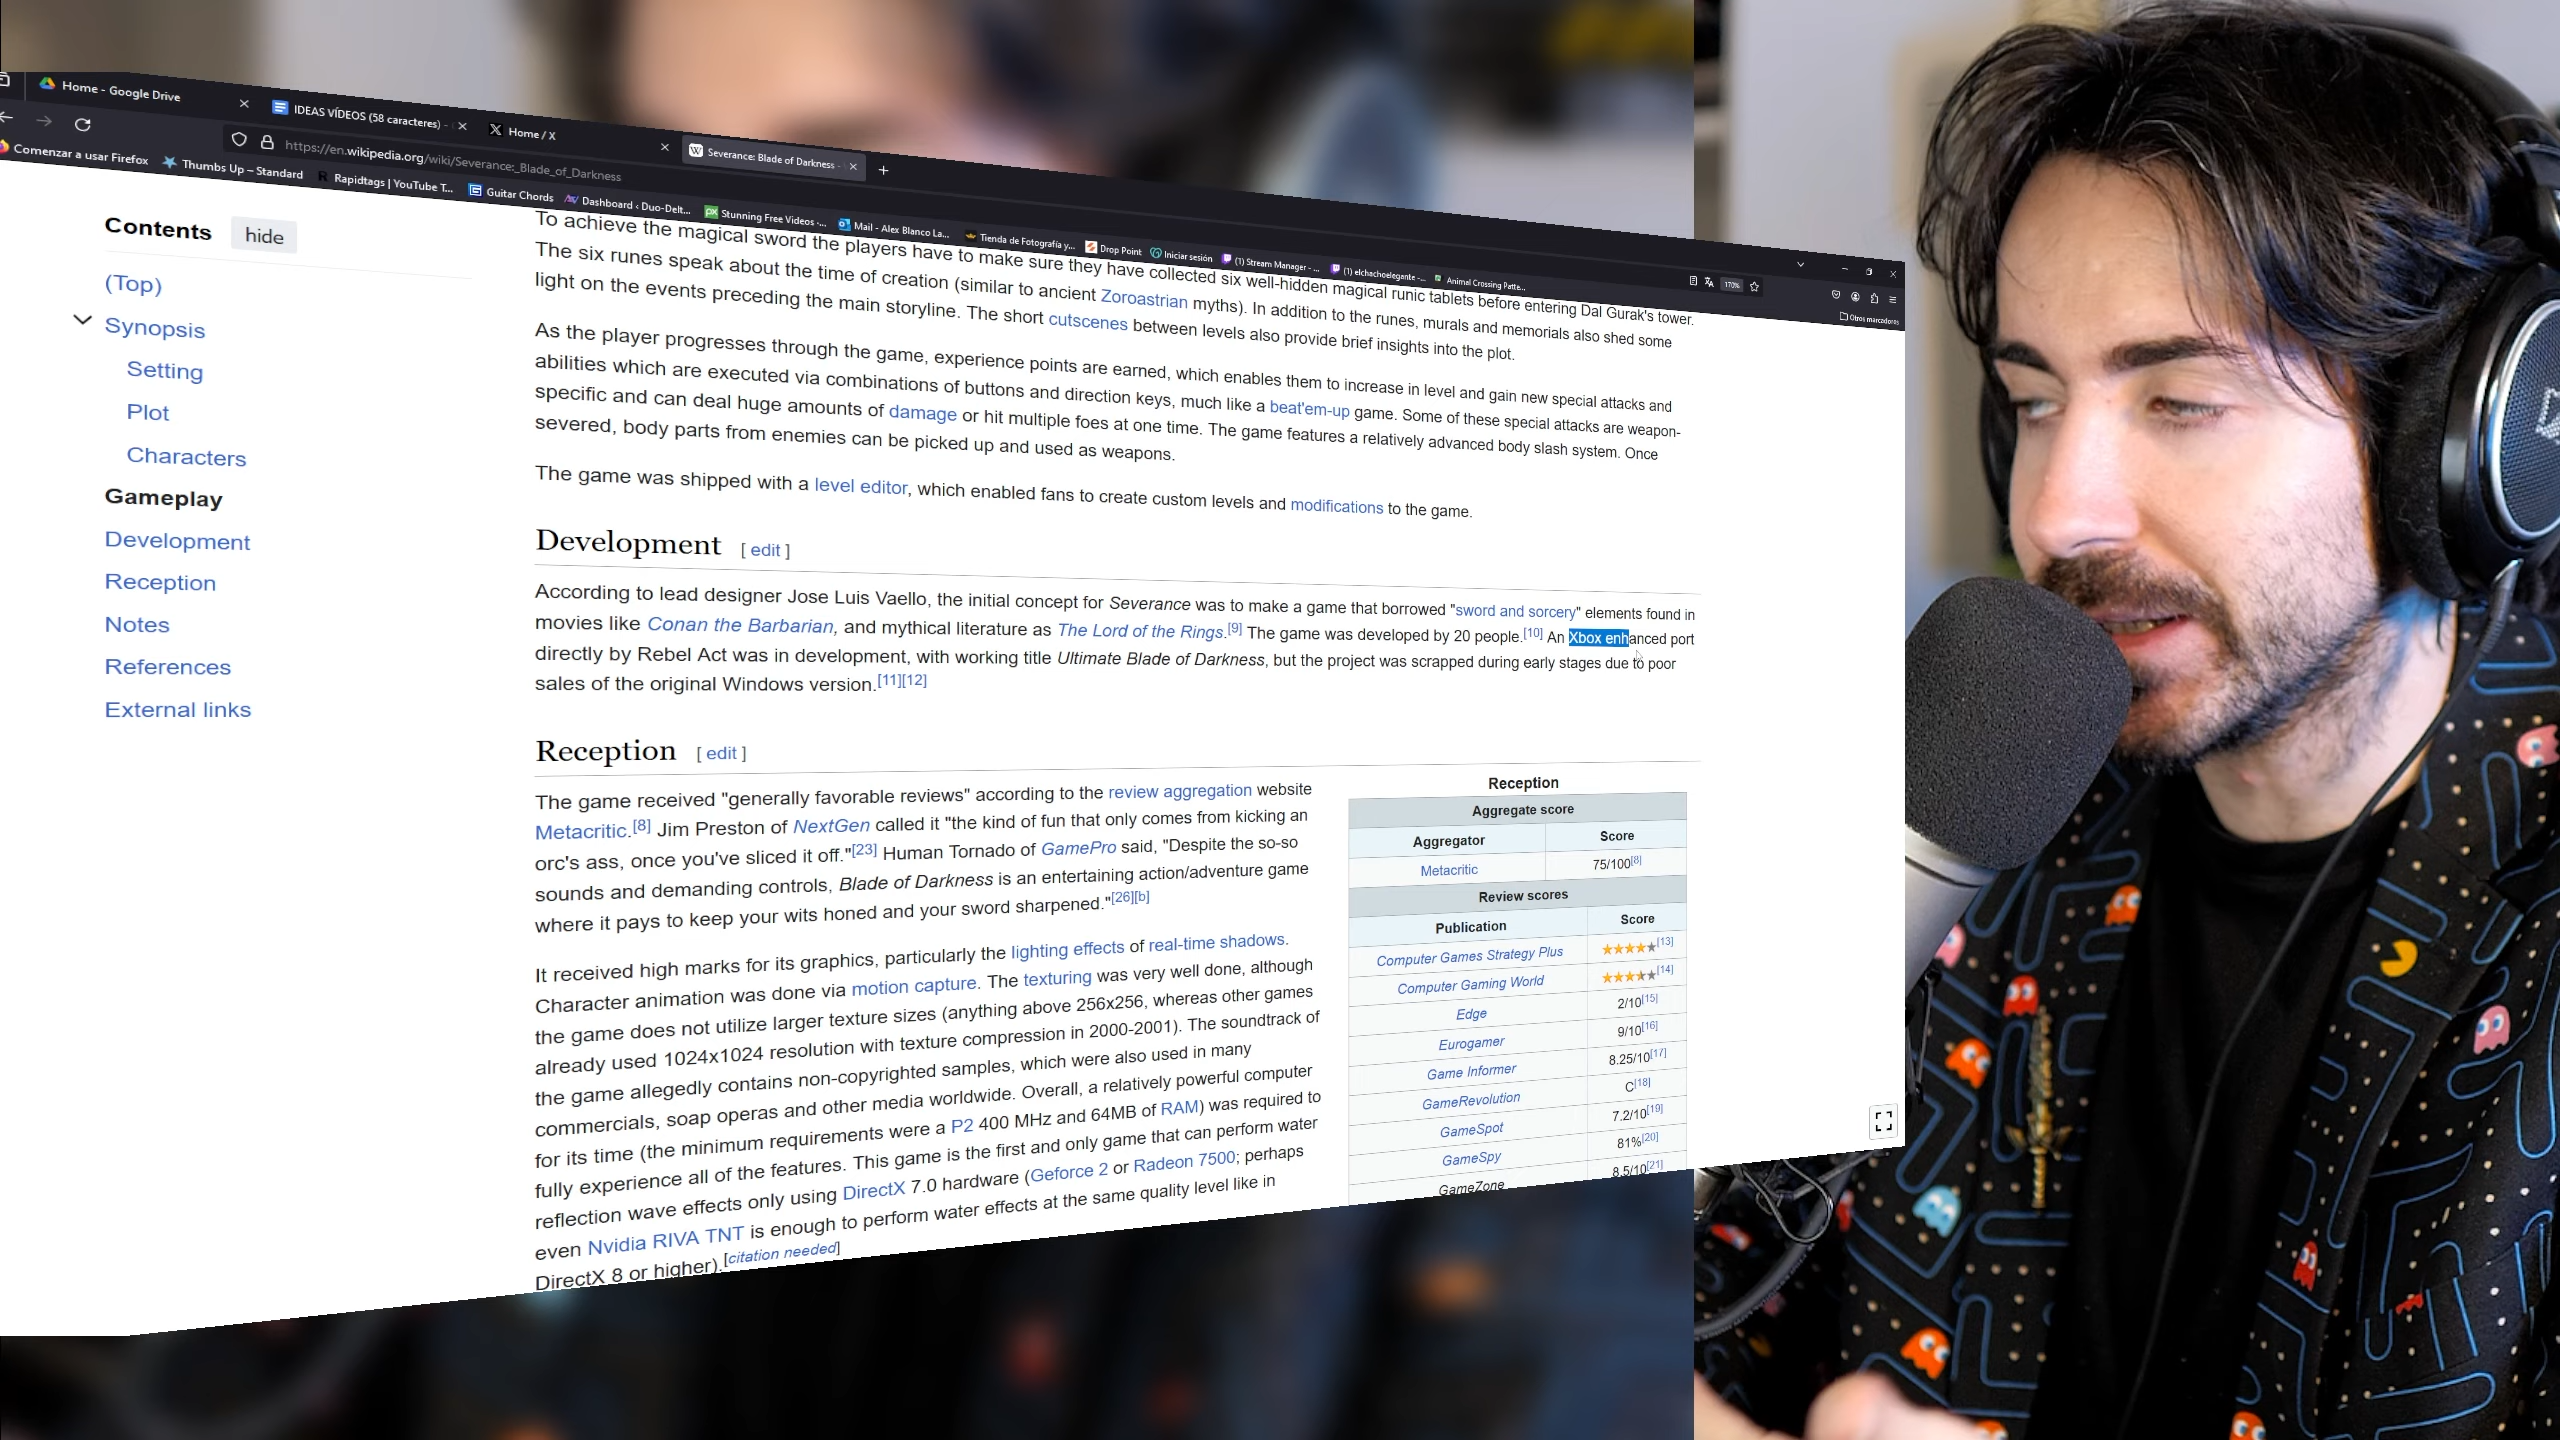 Home - Google Drive
IDEAS VÍDEOS (58 caracteres) -
Home / X
Severance: Blade of Darkness -
https://en.wikipedia.org/wiki/Severance:_Blade_of_Darkness
170%
Comenzar a usar Firefox
Thumbs Up – Standard
Rapidtags | YouTube T...
Guitar Chords
Dashboard ‹ Duo-Delt...
Stunning Free Videos -...
Mail - Alex Blanco La...
Tienda de Fotografía y...
Drop Point
Iniciar sesión
(1) Stream Manager - ...
(1) elchachoelegante -...
Animal Crossing Patte...
Otros marcadores
Contents hide
(Top)
Synopsis
Setting
Plot
Characters
Gameplay
Development
Reception
Notes
References
External links
To achieve the magical sword the players have to make sure they have collected six well-hidden magical runic tablets before entering Dal Gurak's tower.
The six runes speak about the time of creation (similar to ancient Zoroastrian myths). In addition to the runes, murals and memorials also shed some
light on the events preceding the main storyline. The short cutscenes between levels also provide brief insights into the plot.
As the player progresses through the game, experience points are earned, which enables them to increase in level and gain new special attacks and
abilities which are executed via combinations of buttons and direction keys, much like a beat'em-up game. Some of these special attacks are weapon-
specific and can deal huge amounts of damage or hit multiple foes at one time. The game features a relatively advanced body slash system. Once
severed, body parts from enemies can be picked up and used as weapons.
The game was shipped with a level editor, which enabled fans to create custom levels and modifications to the game.
Development [ edit ]
According to lead designer Jose Luis Vaello, the initial concept for Severance was to make a game that borrowed "sword and sorcery" elements found in
movies like Conan the Barbarian, and mythical literature as The Lord of the Rings.[9] The game was developed by 20 people.[10] An Xbox enhanced port
directly by Rebel Act was in development, with working title Ultimate Blade of Darkness, but the project was scrapped during early stages due to poor
sales of the original Windows version.[11][12]
Reception [ edit ]
The game received "generally favorable reviews" according to the review aggregation website
Metacritic.[8] Jim Preston of NextGen called it "the kind of fun that only comes from kicking an
orc's ass, once you've sliced it off."[23] Human Tornado of GamePro said, "Despite the so-so
sounds and demanding controls, Blade of Darkness is an entertaining action/adventure game
where it pays to keep your wits honed and your sword sharpened."[26][b]
It received high marks for its graphics, particularly the lighting effects of real-time shadows.
Character animation was done via motion capture. The texturing was very well done, although
the game does not utilize larger texture sizes (anything above 256x256, whereas other games
already used 1024x1024 resolution with texture compression in 2000-2001). The soundtrack of
the game allegedly contains non-copyrighted samples, which were also used in many
commercials, soap operas and other media worldwide. Overall, a relatively powerful computer
for its time (the minimum requirements were a P2 400 MHz and 64MB of RAM) was required to
fully experience all of the features. This game is the first and only game that can perform water
reflection wave effects only using DirectX 7.0 hardware (Geforce 2 or Radeon 7500; perhaps
even Nvidia RIVA TNT is enough to perform water effects at the same quality level like in
DirectX 8 or higher).[citation needed]
Reception
Aggregate score
Aggregator Score
Metacritic 75/100[8]
Review scores
Publication Score
Computer Games Strategy Plus [13]
Computer Gaming World [14]
Edge 2/10[15]
Eurogamer 9/10[16]
Game Informer 8.25/10[17]
GameRevolution C[18]
GameSpot 7.2/10[19]
GameSpy 81%[20]
GameZone 8.5/10[21]